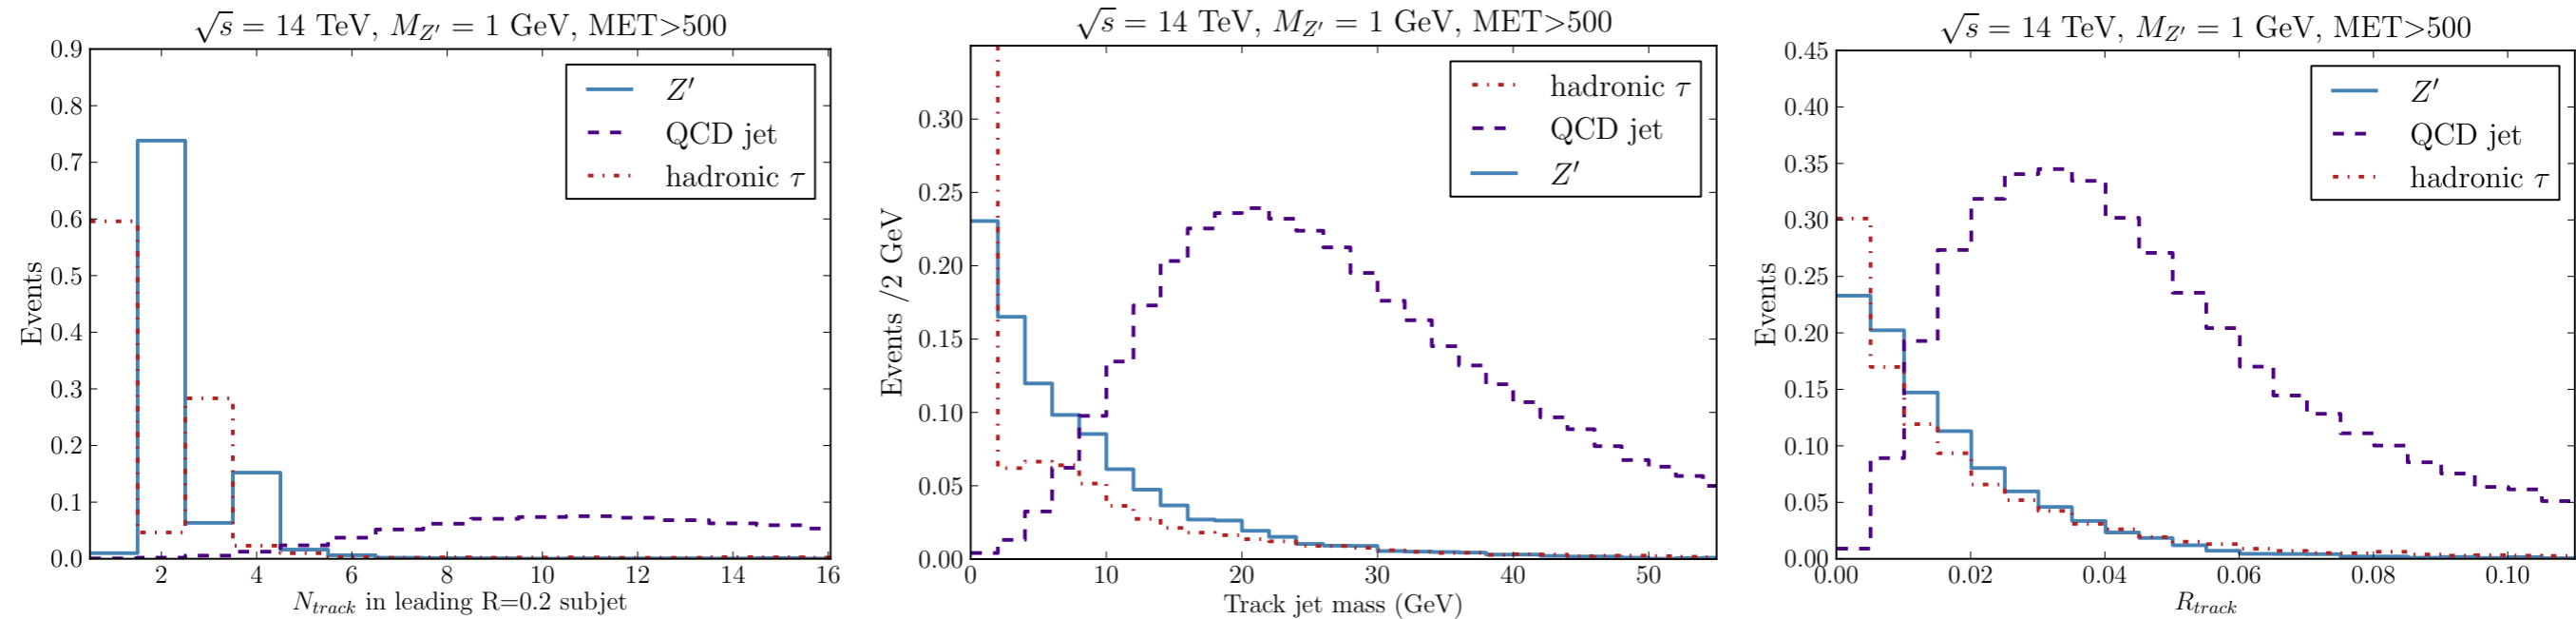 √s = 14 TeV, M_Z′ = 1 GeV, MET>500
0.9
0.8
0.7
0.6
0.5
0.4
0.3
0.2
0.1
0.0
Events
Z′
QCD jet
hadronic τ
2 4 6 8 10 12 14 16
N_track in leading R=0.2 subjet
√s = 14 TeV, M_Z′ = 1 GeV, MET>500
0.30
0.25
0.20
0.15
0.10
0.05
0.00
Events /2 GeV
hadronic τ
QCD jet
Z′
0 10 20 30 40 50
Track jet mass (GeV)
√s = 14 TeV, M_Z′ = 1 GeV, MET>500
0.45
0.40
0.35
0.30
0.25
0.20
0.15
0.10
0.05
0.00
Events
Z′
QCD jet
hadronic τ
0.00 0.02 0.04 0.06 0.08 0.10
R_track